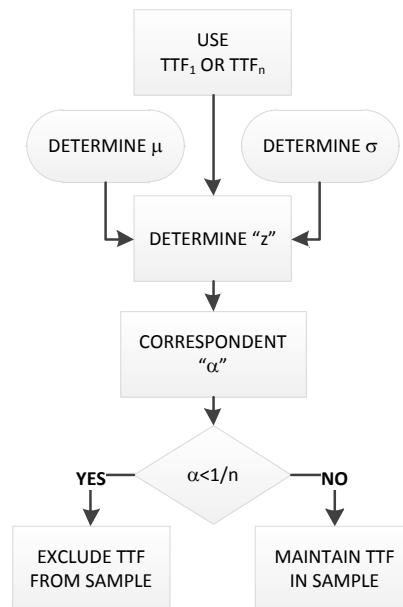 USE
TTF₁ OR TTFₙ
DETERMINE μ
DETERMINE σ
DETERMINE “z”
CORRESPONDENT
“α”
α<1/n
YES
NO
EXCLUDE TTF
FROM SAMPLE
MAINTAIN TTF
IN SAMPLE